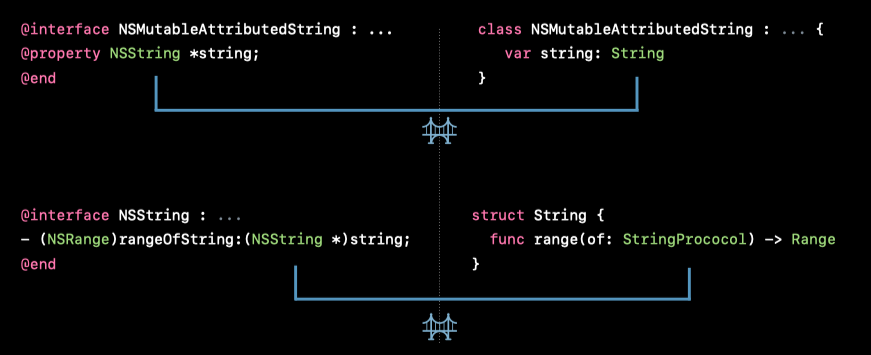 @interface NSMutableAttributedString : ...
@property NSString *string;
@end
class NSMutableAttributedString : ... {
var string: String
}
@interface NSString : ...
- (NSRange)rangeOfString:(NSString *)string;
@end
struct String {
func range(of: StringPrococol) -> Range
}